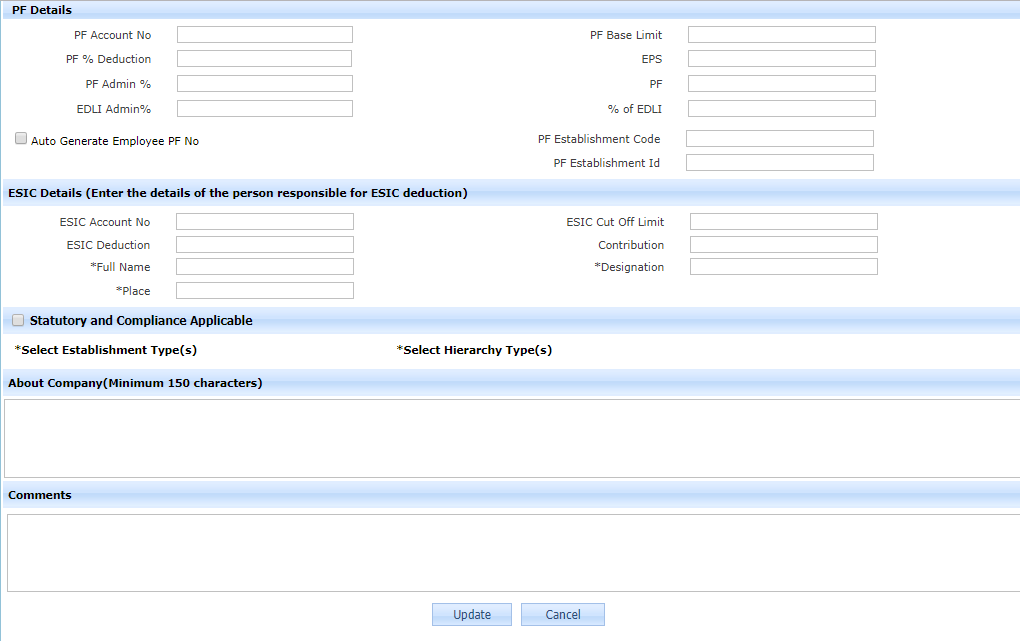 PF Details
PF Account No PF Base Limit
PF % Deduction EPS
PF Admin % PF
EDLI Admin% % of EDLI
Auto Generate Employee PF No PF Establishment Code
PF Establishment Id
ESIC Details (Enter the details of the person responsible for ESIC deduction)
ESIC Account No ESIC Cut Off Limit
ESIC Deduction Contribution
*Full Name *Designation
*Place
Statutory and Compliance Applicable
*Select Establishment Type(s) *Select Hierarchy Type(s)
About Company(Minimum 150 characters)
Comments
Update Cancel